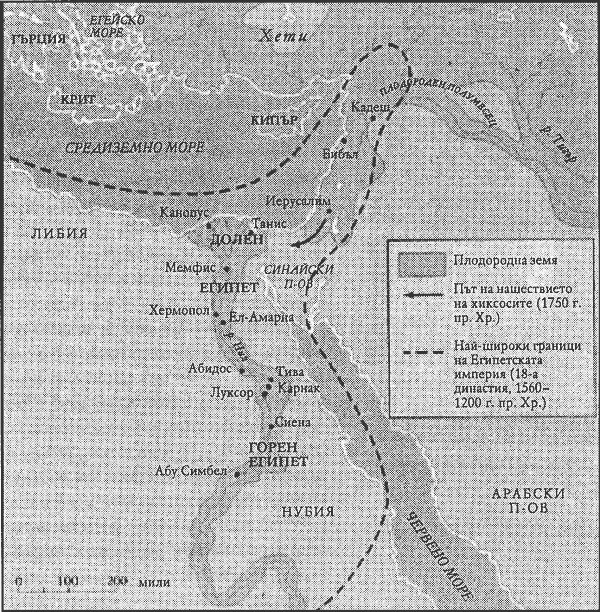 ЕГЕЙСКО
МОРЕ
ГЪРЦИЯ
Хети
КРИТ
КИПЪР
ПЛОДОРОДЕН ПОЛУМЕСЕЦ
Кадеш
р. Тигър
СРЕДИЗЕМНО МОРЕ
Библ
Йерусалим
Канопус
Танис
ЛИБИЯ
ДОЛЕН
ЕГИПЕТ
Мемфис
СИНАЙСКИ
П-ОВ
Хермопол
Ел-Амарна
р. Нил
Абидос
Тива
Карнак
Луксор
Сиена
ГОРЕН
ЕГИПЕТ
Абу Симбел
НУБИЯ
ЧЕРВЕНО МОРЕ
АРАБСКИ
П-ОВ
Плодородна земя
Път на нашествието
на хиксосите (1750 г.
пр. Хр.)
Най-широки граници
на Египетската
империя (18-а
династия, 1560–
1200 г. пр. Хр.)
0 100 200 мили